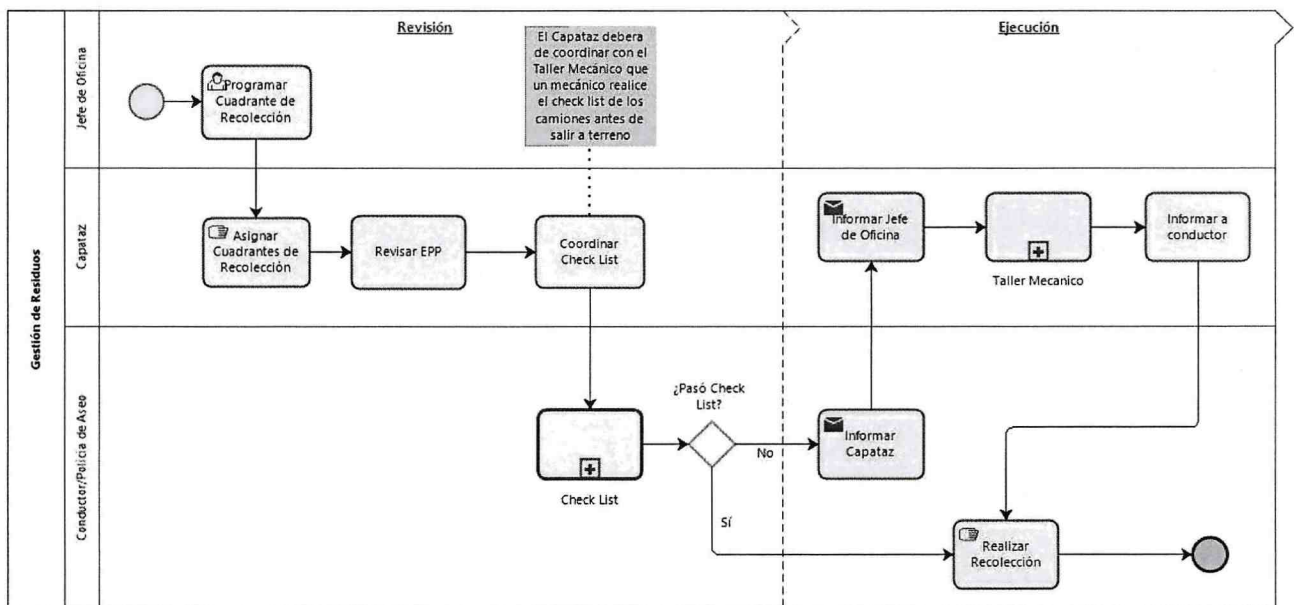 Revisión
Ejecución
Gestión de Residuos
Jefe de Oficina
Programar
Cuadrante de
Recolección
El Capataz debera
de coordinar con el
Taller Mecánico que
un mecánico realice
el check list de los
camiones antes de
salir a terreno
Capataz
Asignar
Cuadrantes de
Recolección
Revisar EPP
Coordinar
Check List
Informar Jefe
de Oficina
Taller Mecanico
Informar a
conductor
Conductor/Policia de Aseo
Check List
¿Pasó Check
List?
No
Sí
Informar
Capataz
Realizar
Recolección